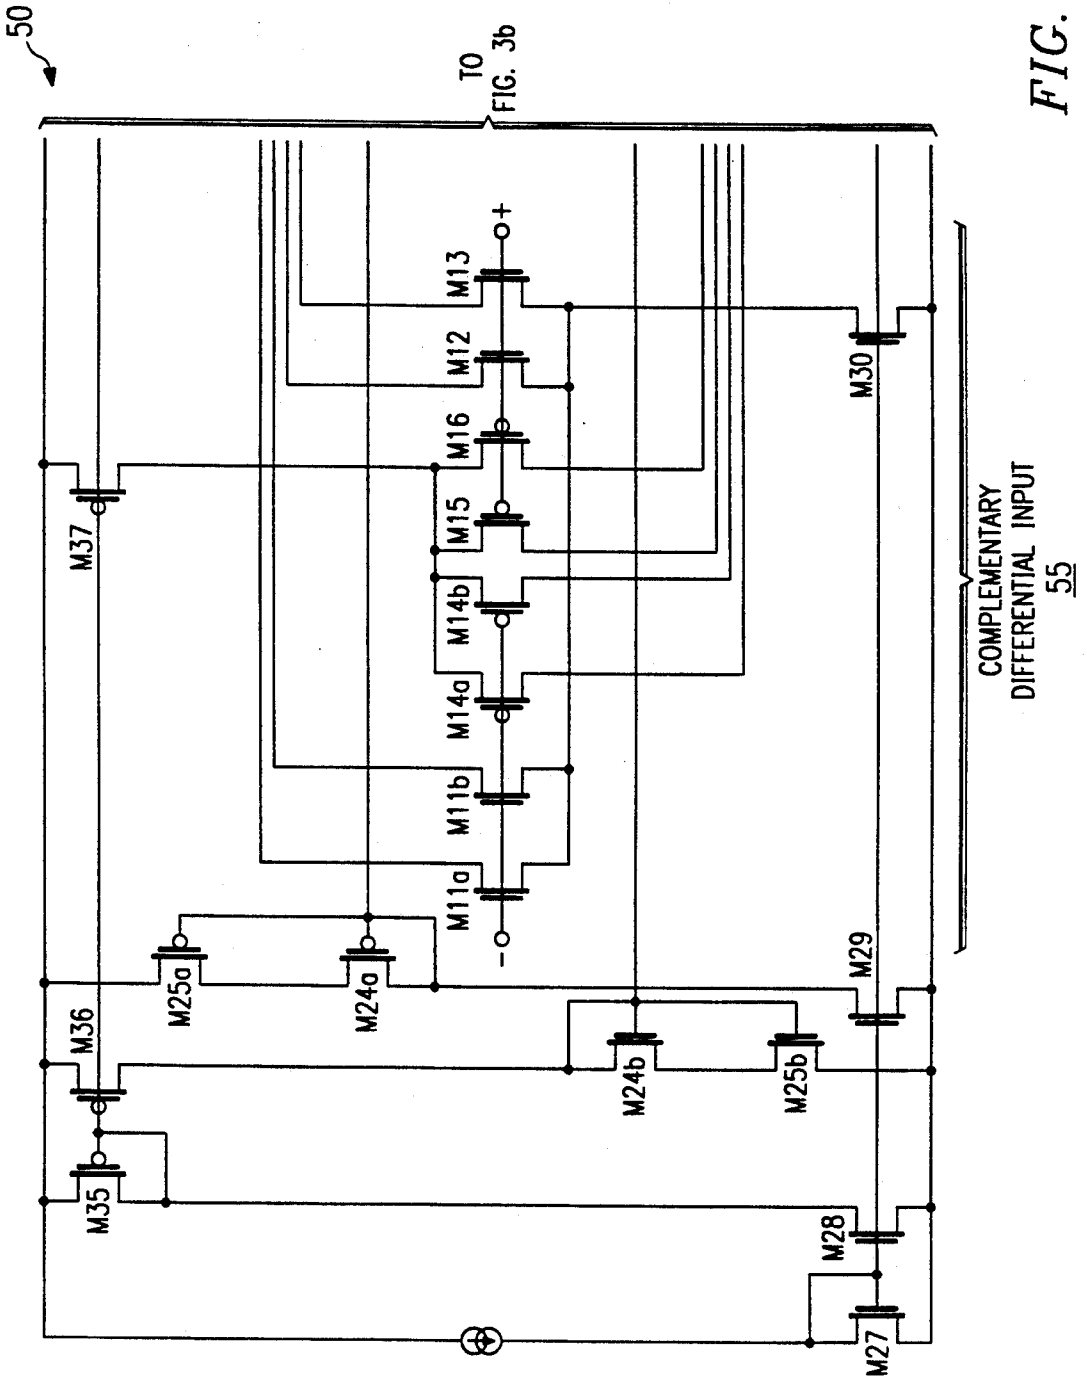 50
TO
FIG. 3b
M37
M36
M35
M25a
M24a
M11a
M11b
M14a
M14b
M15
M16
M12
M13
-
+
M24b
M25b
M27
M28
M29
M30
COMPLEMENTARY
DIFFERENTIAL INPUT
55
FIG.